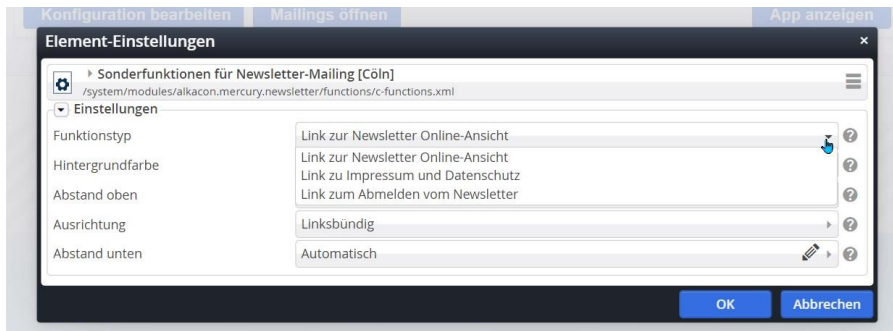 Konfiguration bearbeiten Mailings öffnen App anzeigen
Element-Einstellungen ×
Sonderfunktionen für Newsletter-Mailing [Cöln]
/system/modules/alkacon.mercury.newsletter/functions/c-functions.xml
Einstellungen
Funktionstyp Link zur Newsletter Online-Ansicht ?
Link zur Newsletter Online-Ansicht
Hintergrundfarbe ?
Link zu Impressum und Datenschutz
Abstand oben Link zum Abmelden vom Newsletter ?
Ausrichtung Linksbündig ?
Abstand unten Automatisch ?
OK Abbrechen